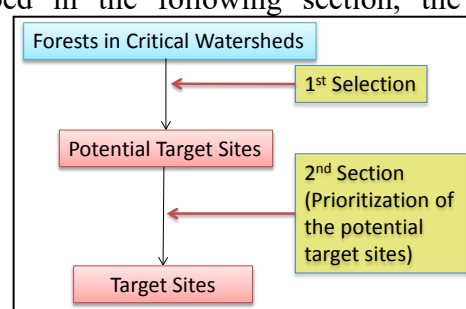 bed in the following section, the
Forests in Critical Watersheds
1st Selection
Potential Target Sites
2nd Section
(Prioritization of
the potential
target sites)
Target Sites